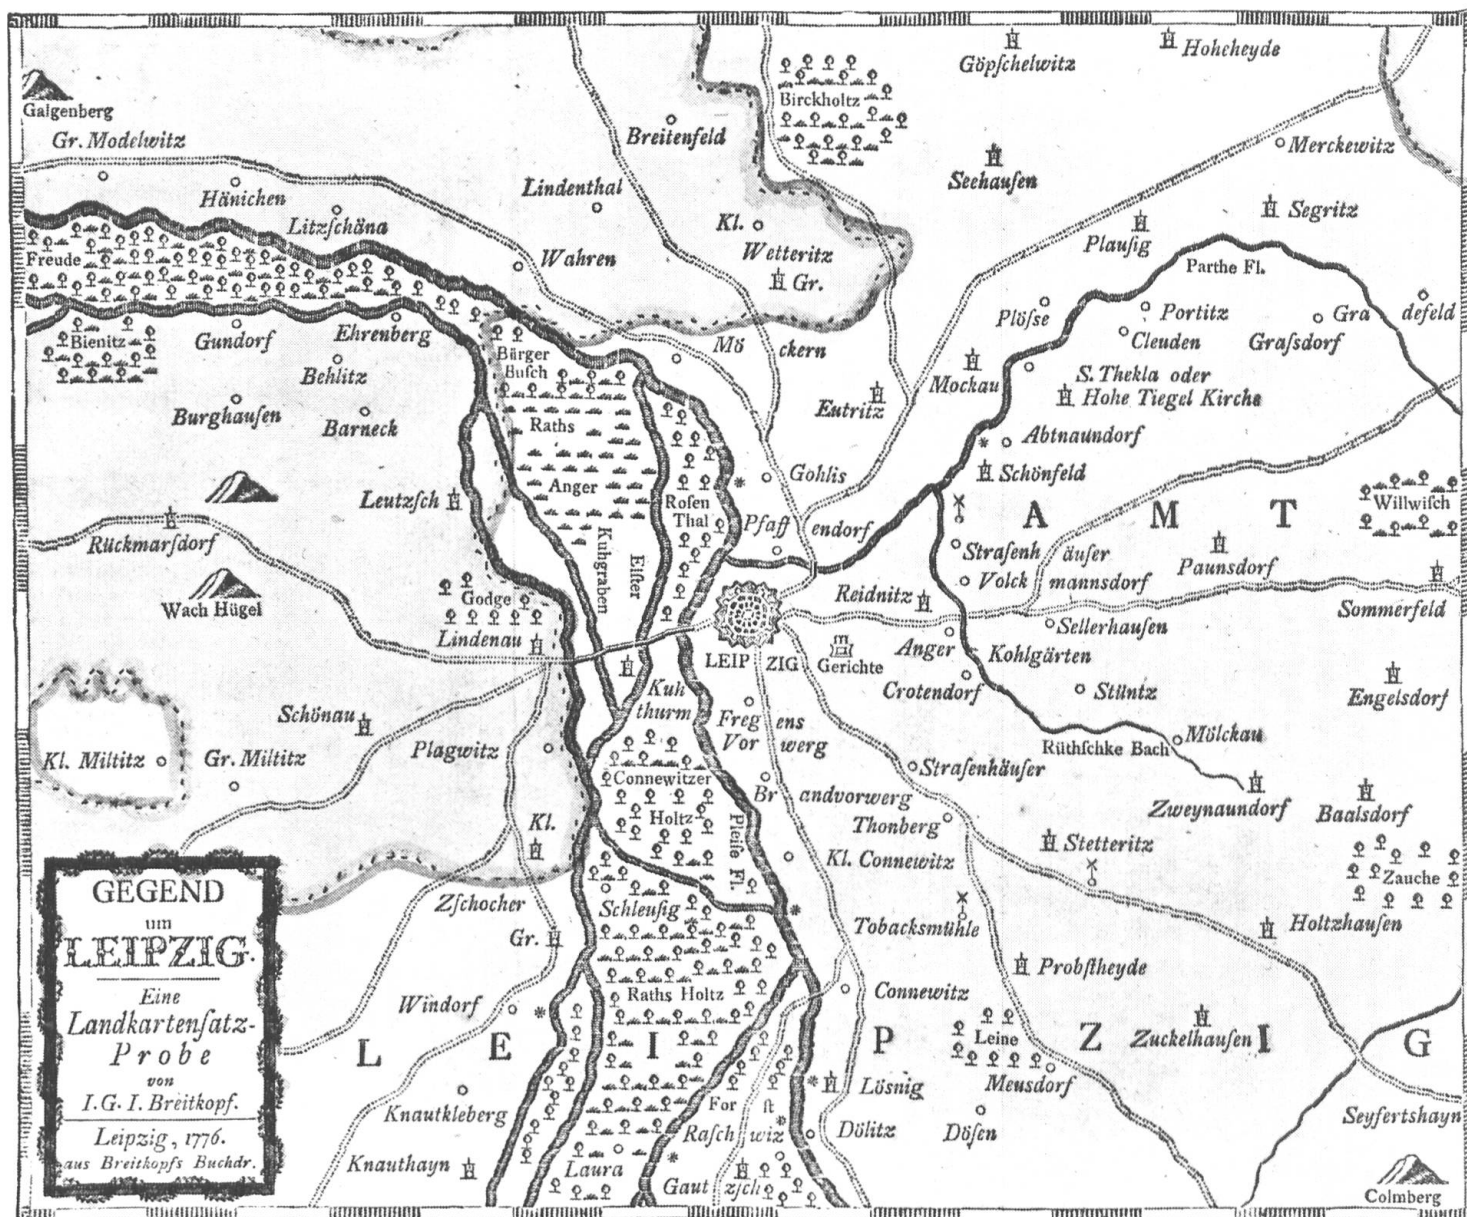 Göpſchelwitz
Hoheheyde
Galgenberg
Birckholtz
Gr. Modelwitz
Breitenfeld
Merckewitz
Seehauſen
Hänichen
Lindenthal
Litzſchäna
Kl.
Wetteritz
Gr.
Segritz
Plauſig
Freude
Wahren
Parthe Fl.
Bienitz
Gundorf
Ehrenberg
Plöſse
Portitz
Cleuden
Graſsdorf
Gra defeld
Bürger
Buſch
Mö ckern
Behlitz
Mockau
S. Thekla oder
Hohe Tiegel Kirche
Eutritz
Burghauſen
Barneck
Raths
Anger
Abtnaundorf
Schönfeld
Gohlis
Leutzſch
Roſen
Thal
Willwiſch
AMT
Pfaff endorf
Rückmarſdorf
Kuhgraben
Elſter
Straſenh äuſer
Volck mannsdorf
Paunsdorf
Wach Hügel
Godge
Lindenau
Reidnitz
Sommerfeld
Sellerhauſen
LEIP ZIG
Gerichte
Anger
Kohlgärten
Crotendorf
Stüntz
Engelsdorf
Kuh
thurm
Schönau
Freg ens
Vor werg
Plagwitz
Rüthſchke Bach
Mölckau
Kl. Miltitz
Gr. Miltitz
Connewitzer
Holtz
Straſenhäuſer
Br andvorwerg
Thonberg
Zweynaundorf
Baalsdorf
Kl.
Pleiſe Fl.
Kl. Connewitz
Stetteritz
Zauche
Zſchocher
Schleuſig
Tobacksmühle
Holtzhauſen
Gr.
Probſtheyde
Windorf
Raths Holtz
Connewitz
LEIPZIG
Leine
Zuckelhauſen
Meusdorf
Knautkleberg
For ſt
Löſnig
Seyfertshayn
Raſch wiz
Dölitz
Döſen
Knauthayn
Laura
Gaut zſch
Colmberg
GEGEND
um
LEIPZIG.
Eine
Landkartenſatz-
Probe
von
I. G. I. Breitkopf.
Leipzig, 1776.
aus Breitkopfs Buchdr.